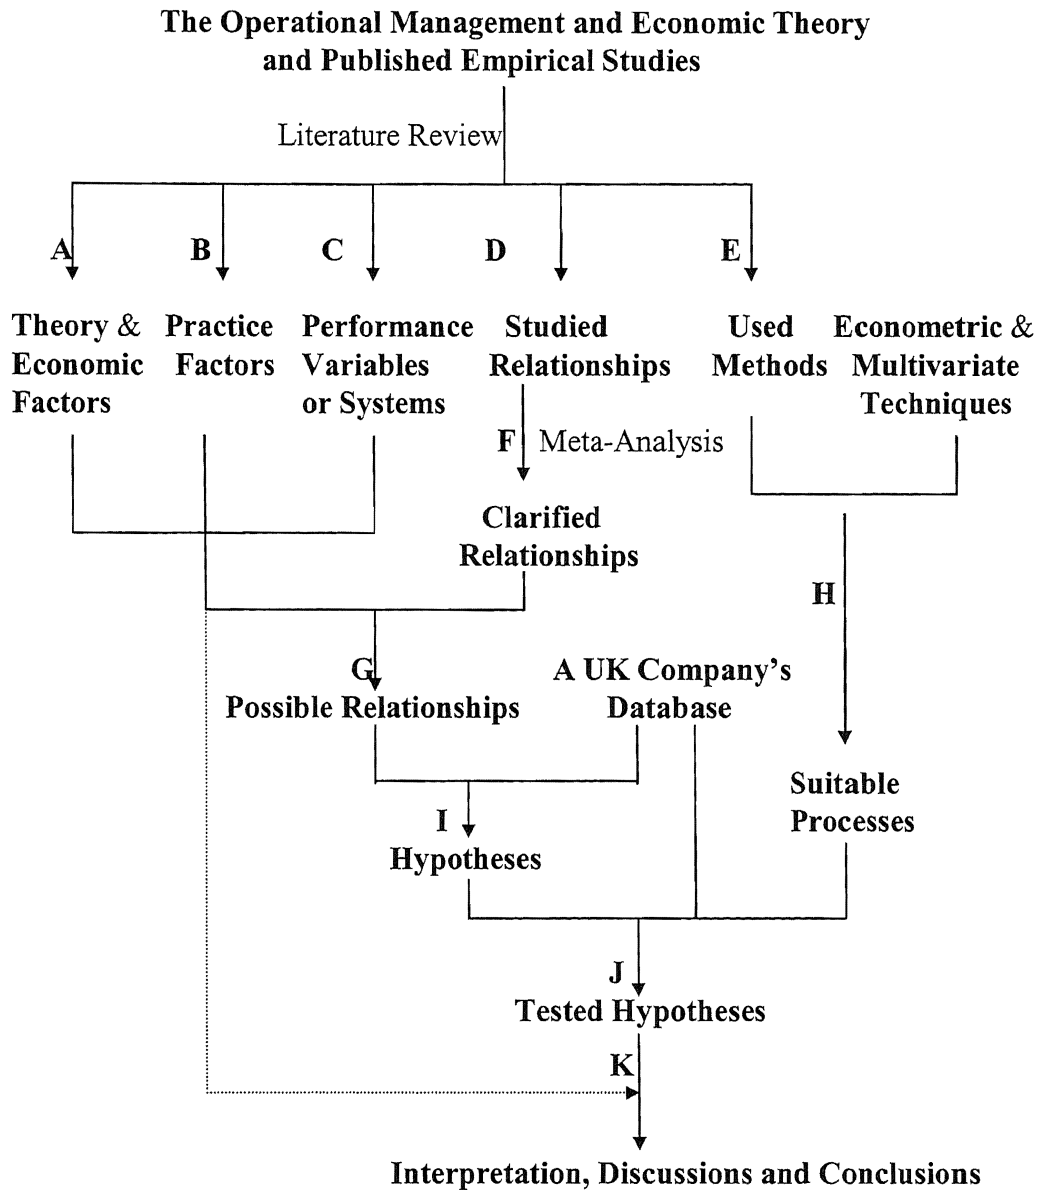 The Operational Management and Economic Theory
and Published Empirical Studies
Literature Review
A
B
C
D
E
Theory &
Economic
Factors
Practice
Factors
Performance
Variables
or Systems
Studied
Relationships
Used
Methods
Econometric &
Multivariate
Techniques
F
Meta-Analysis
Clarified
Relationships
H
G
Possible Relationships
A UK Company's
Database
Suitable
Processes
I
Hypotheses
J
Tested Hypotheses
K
Interpretation, Discussions and Conclusions